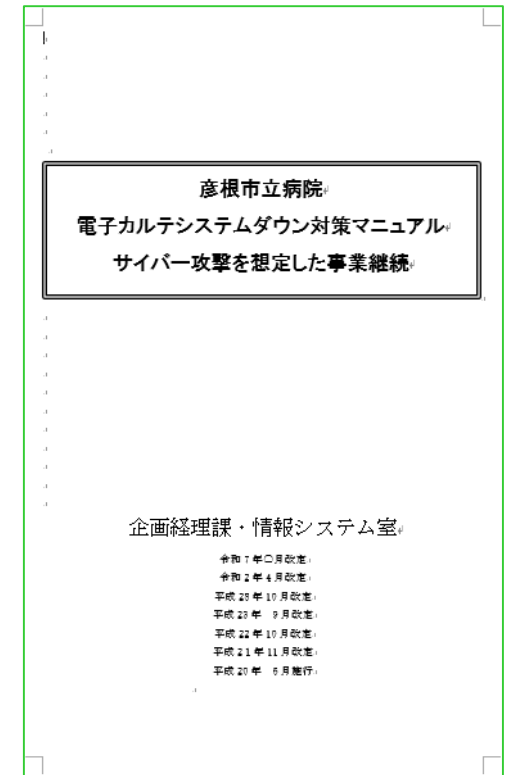 彦根市立病院
電子カルテシステムダウン対策マニュアル
サイバー攻撃を想定した事業継続
企画経理課・情報システム室
令和7年〇月改定
令和2年4月改定
平成28年10月改定
平成23年 9月改定
平成22年10月改定
平成21年11月改定
平成20年 6月施行